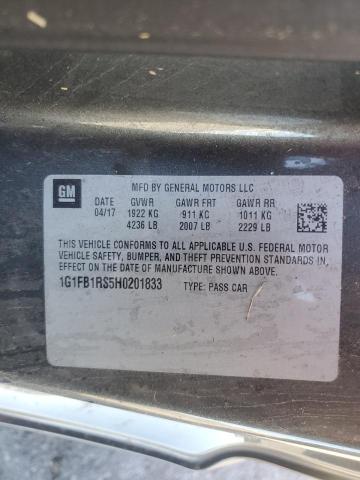 GM
MFD BY GENERAL MOTORS LLC
DATE GVWR GAWR FRT GAWR RR
04/17 1922 KG 911 KG 1011 KG
4236 LB 2007 LB 2229 LB
THIS VEHICLE CONFORMS TO ALL APPLICABLE U.S. FEDERAL MOTOR
VEHICLE SAFETY, BUMPER, AND THEFT PREVENTION STANDARDS IN
EFFECT ON THE DATE OF MANUFACTURE SHOWN ABOVE.
1G1FB1RS5H0201833 TYPE: PASS CAR